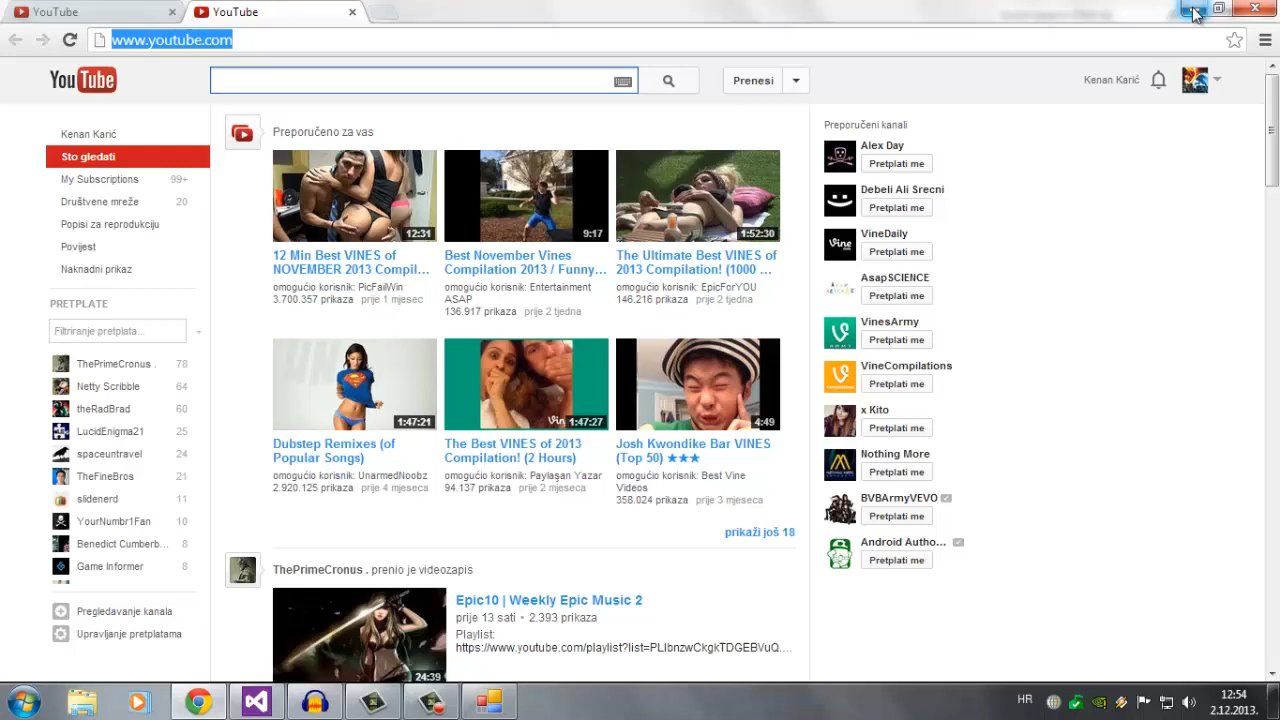 YouTube
YouTube
www.youtube.com
YouTube
Prenesi
Kenan Karić
Kenan Karić
Što gledati
My Subscriptions 99+
Društvene mreže 20
Popisi za reprodukciju
Povijest
Naknadni prikaz
PRETPLATE
Filtriranje pretplata...
ThePrimeCronus . 78
Netty Scribble 64
theRadBrad 60
LucidEnigma21 25
spaceuntravel 24
TheFineBros 21
slidenerd 11
YourNumbr1Fan 10
Benedict Cumberb... 8
Game Informer 8
Pregledavanje kanala
Upravljanje pretplatama
Preporučeno za vas
12:31
12 Min Best VINES of
NOVEMBER 2013 Compil...
omogućio korisnik: PicFailWin
3.700.357 prikaza prije 1 mjesec
9:17
Best November Vines
Compilation 2013 / Funny...
omogućio korisnik: Entertainment
ASAP
136.917 prikaza prije 2 tjedna
1:52:30
The Ultimate Best VINES of
2013 Compilation! (1000 ...
omogućio korisnik: EpicForYOU
146.216 prikaza prije 2 tjedna
1:47:21
Dubstep Remixes (of
Popular Songs)
omogućio korisnik: UnarmedNoobz
2.920.125 prikaza prije 4 mjeseca
1:47:27
The Best VINES of 2013
Compilation! (2 Hours)
omogućio korisnik: Paylaşan Yazar
94.137 prikaza prije 2 mjeseca
4:49
Josh Kwondike Bar VINES
(Top 50) ★★★
omogućio korisnik: Best Vine
Videos
358.024 prikaza prije 3 mjeseca
prikaži još 18
ThePrimeCronus . prenio je videozapis
24:39
Epic10 | Weekly Epic Music 2
prije 13 sati • 2.393 prikaza
Playlist:
https://www.youtube.com/playlist?list=PLIbnzwCkgkTDGEBVuQ....
Preporučeni kanali
Alex Day
Pretplati me
Debeli Ali Srecni
Pretplati me
VineDaily
Pretplati me
AsapSCIENCE
Pretplati me
VinesArmy
Pretplati me
VineCompilations
Pretplati me
x Kito
Pretplati me
Nothing More
Pretplati me
BVBArmyVEVO
Pretplati me
Android Autho...
Pretplati me
HR
12:54
2.12.2013.